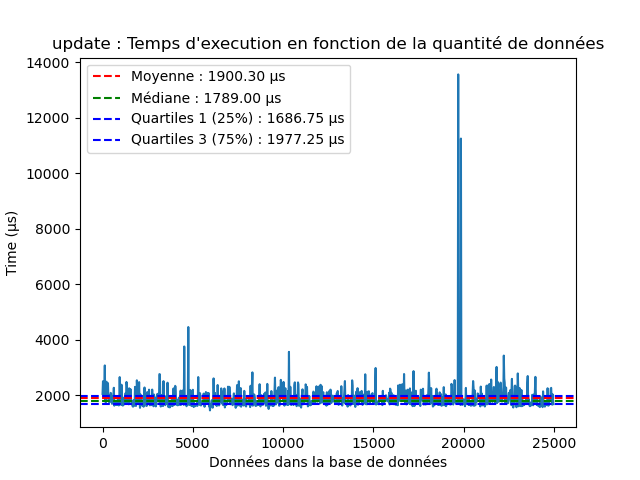 update : Temps d'execution en fonction de la quantité de données
Moyenne : 1900.30 µs
Médiane : 1789.00 µs
Quartiles 1 (25%) : 1686.75 µs
Quartiles 3 (75%) : 1977.25 µs
14000
12000
10000
8000
6000
4000
2000
Time (µs)
0 5000 10000 15000 20000 25000
Données dans la base de données